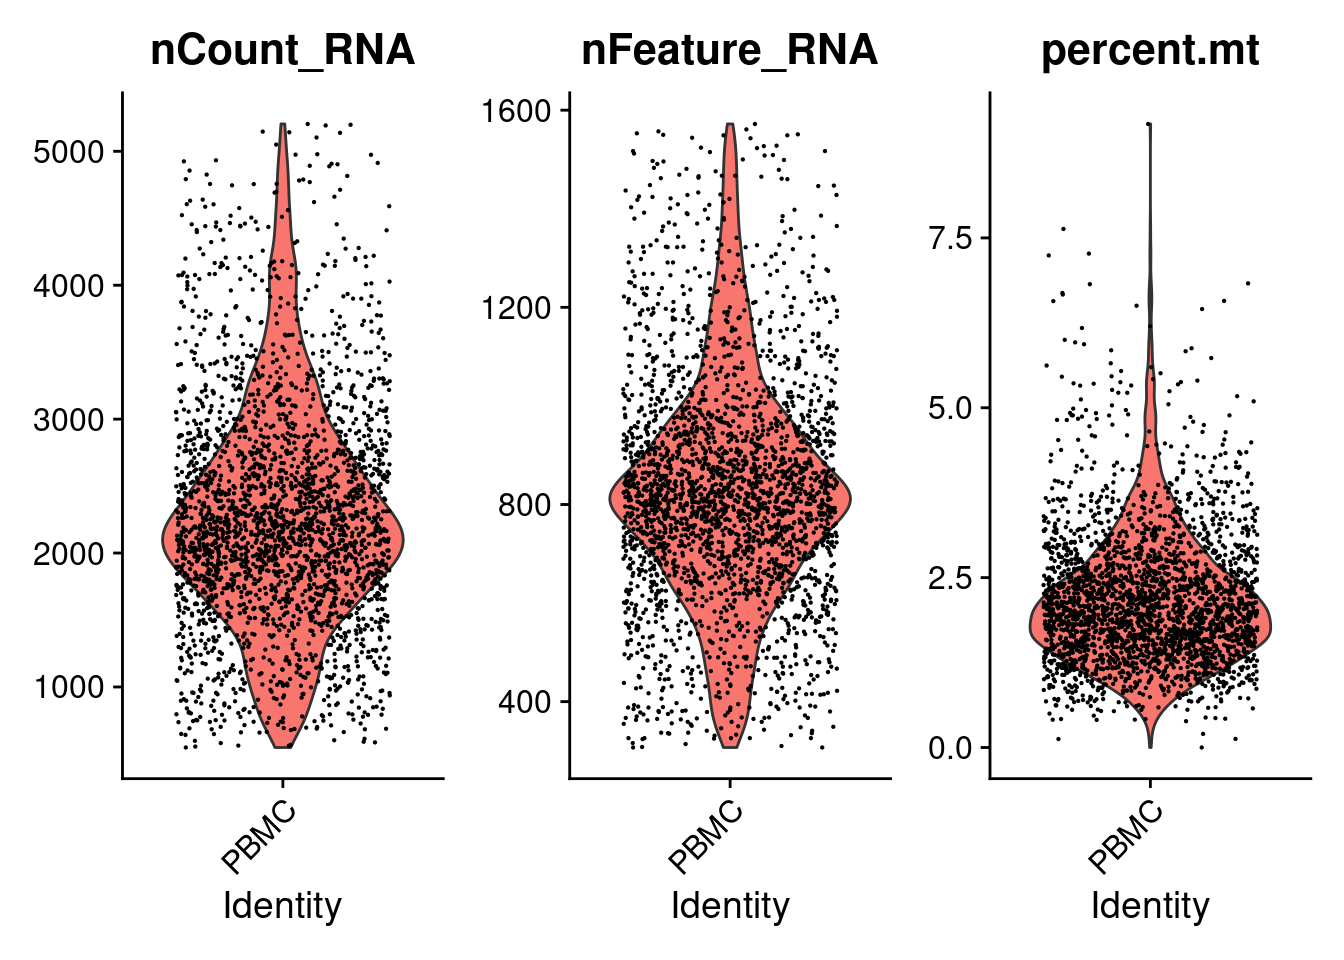 nCount_RNA
5000
4000
3000
2000
1000
PBMC
Identity
nFeature_RNA
1600
1200
800
400
PBMC
Identity
percent.mt
7.5
5.0
2.5
0.0
PBMC
Identity